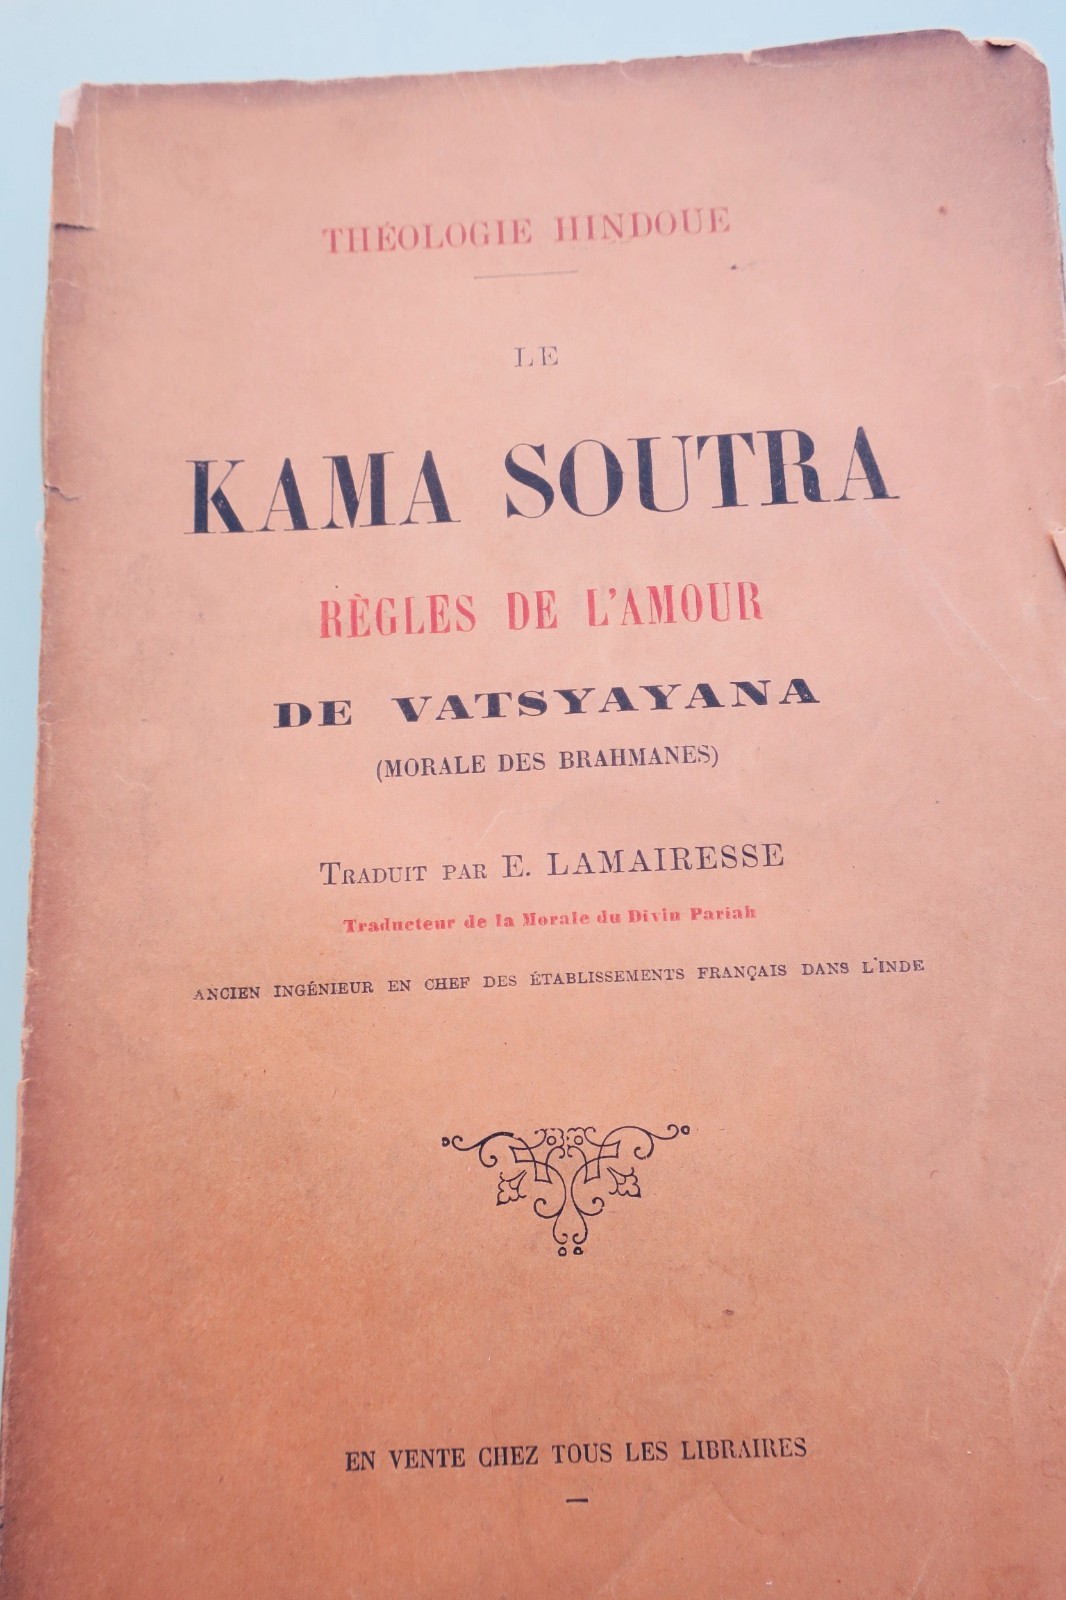 THÉOLOGIE HINDOUE
LE
KAMA SOUTRA
RÈGLES DE L'AMOUR
DE VATSYAYANA
(MORALE DES BRAHMANES)
TRADUIT PAR E. LAMAIRESSE
Traducteur de la Morale du Divin Pariah
ANCIEN INGÉNIEUR EN CHEF DES ÉTABLISSEMENTS FRANÇAIS DANS L'INDE
EN VENTE CHEZ TOUS LES LIBRAIRES